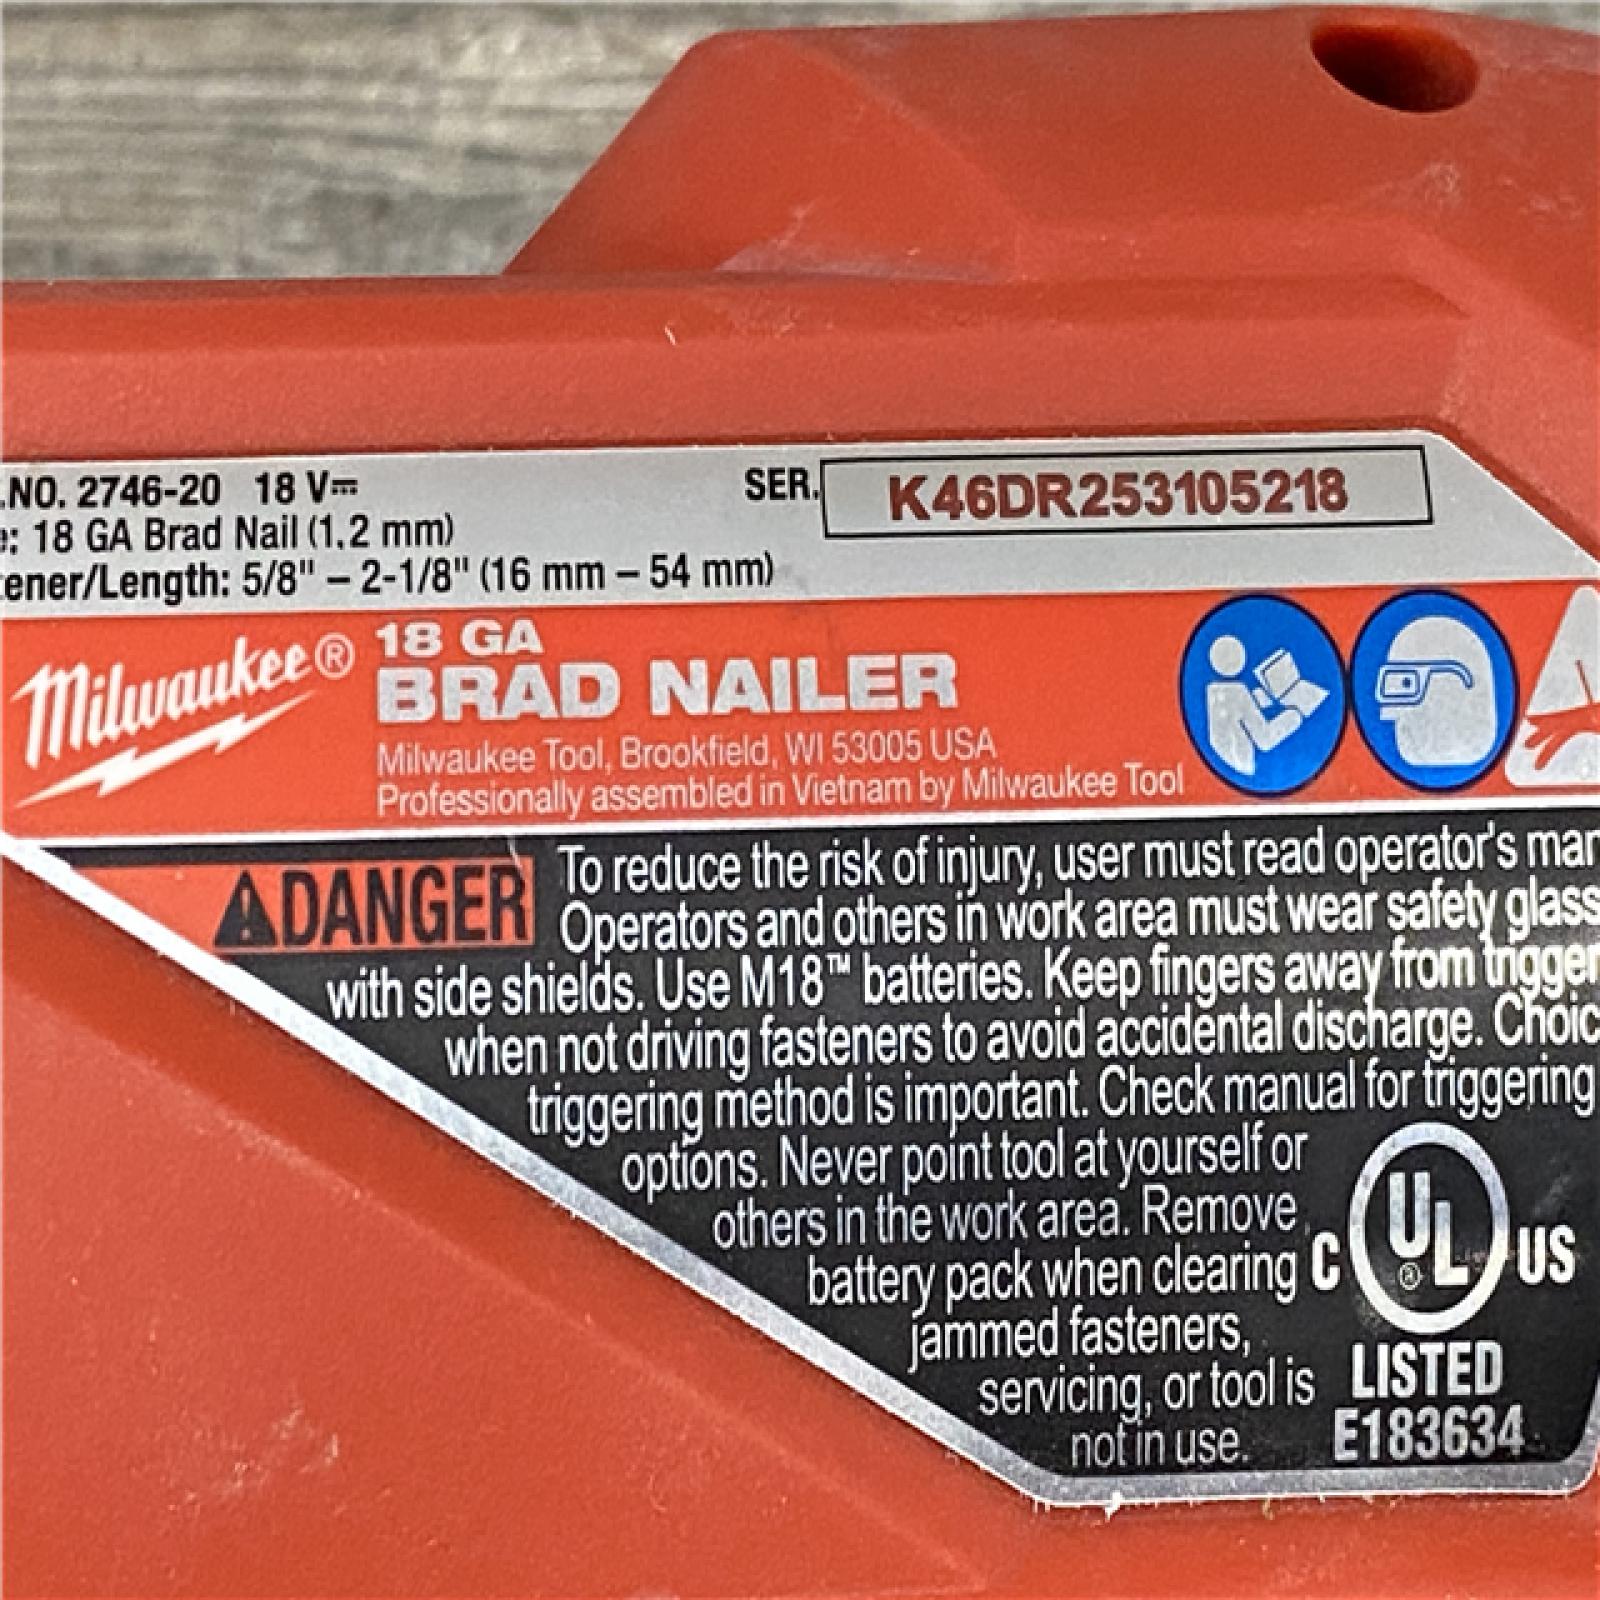 .NO. 2746-20 18 V⎓
SER. K46DR253105218
: 18 GA Brad Nail (1.2 mm)
ener/Length: 5/8" – 2-1/8" (16 mm – 54 mm)
Milwaukee®
18 GA
BRAD NAILER
Milwaukee Tool, Brookfield, WI 53005 USA
Professionally assembled in Vietnam by Milwaukee Tool
DANGER To reduce the risk of injury, user must read operator's man
Operators and others in work area must wear safety glass
with side shields. Use M18™ batteries. Keep fingers away from trigger
when not driving fasteners to avoid accidental discharge. Choic
triggering method is important. Check manual for triggering
options. Never point tool at yourself or
others in the work area. Remove
battery pack when clearing
jammed fasteners,
servicing, or tool is
not in use.
C UL® US
LISTED
E183634